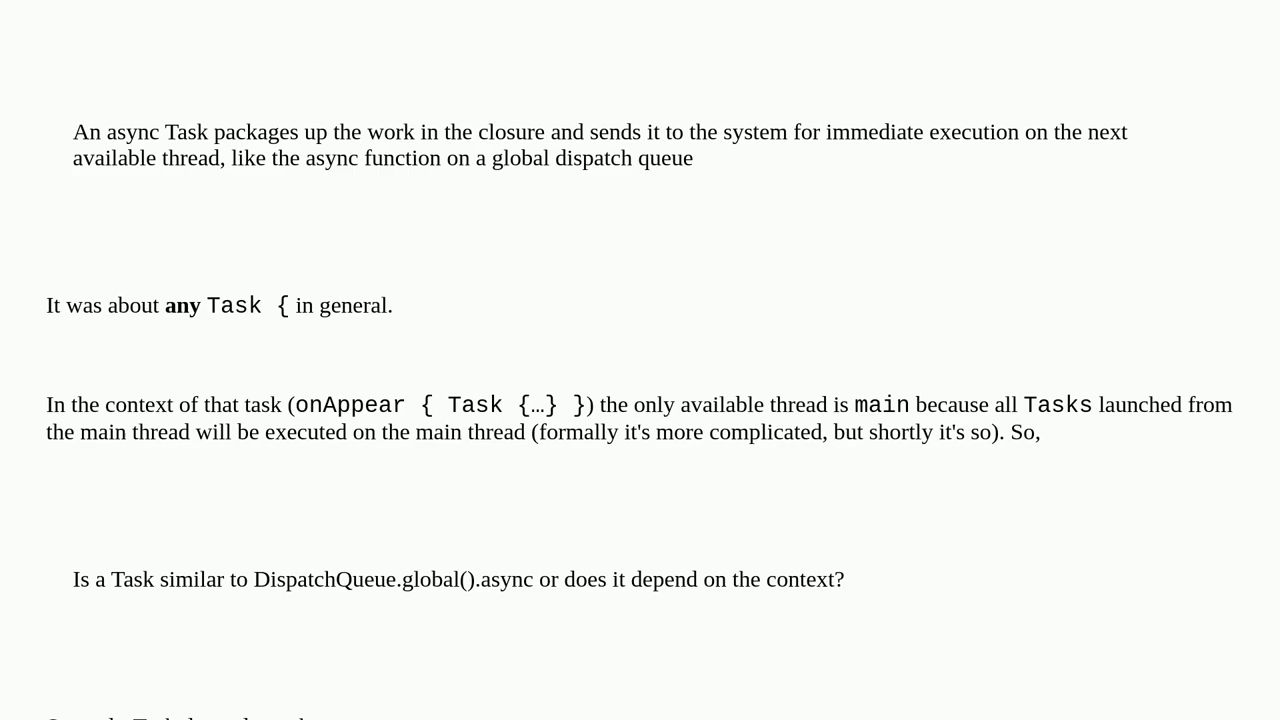 An async Task packages up the work in the closure and sends it to the system for immediate execution on the next
available thread, like the async function on a global dispatch queue
It was about any Task { in general.
In the context of that task (onAppear { Task {…} }) the only available thread is main because all Tasks launched from
the main thread will be executed on the main thread (formally it's more complicated, but shortly it's so). So,
Is a Task similar to DispatchQueue.global().async or does it depend on the context?